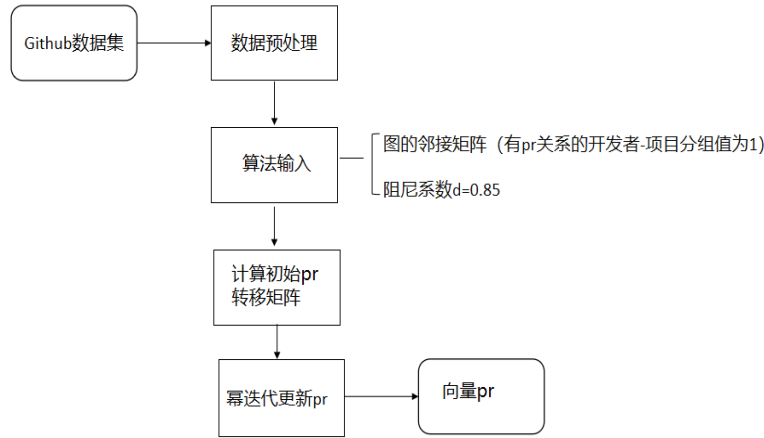 Github数据集
数据预处理
算法输入
图的邻接矩阵（有pr关系的开发者-项目分组值为1）
阻尼系数d=0.85
计算初始pr
转移矩阵
幂迭代更新pr
向量pr